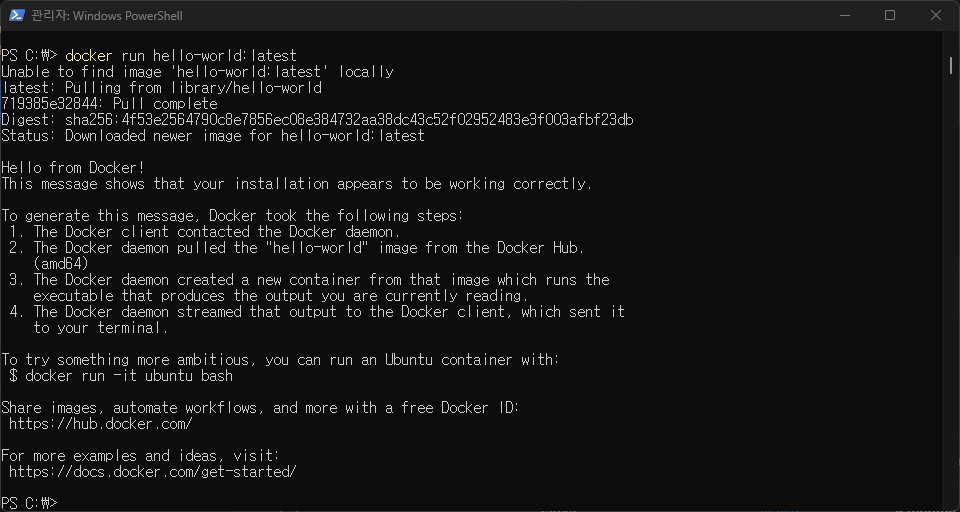 관리자: Windows PowerShell
PS C:₩> docker run hello-world:latest
Unable to find image 'hello-world:latest' locally
latest: Pulling from library/hello-world
719385e32844: Pull complete
Digest: sha256:4f53e2564790c8e7856ec08e384732aa38dc43c52f02952483e3f003afbf23db
Status: Downloaded newer image for hello-world:latest
Hello from Docker!
This message shows that your installation appears to be working correctly.
To generate this message, Docker took the following steps:
1. The Docker client contacted the Docker daemon.
2. The Docker daemon pulled the "hello-world" image from the Docker Hub.
(amd64)
3. The Docker daemon created a new container from that image which runs the
executable that produces the output you are currently reading.
4. The Docker daemon streamed that output to the Docker client, which sent it
to your terminal.
To try something more ambitious, you can run an Ubuntu container with:
$ docker run -it ubuntu bash
Share images, automate workflows, and more with a free Docker ID:
https://hub.docker.com/
For more examples and ideas, visit:
https://docs.docker.com/get-started/
PS C:₩>